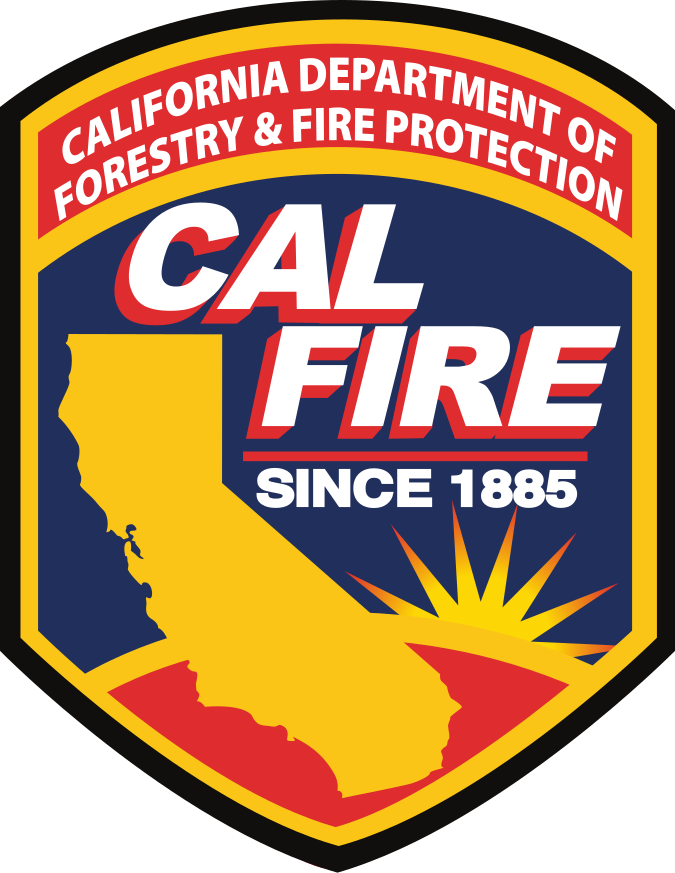 CALIFORNIA DEPARTMENT OF
FORESTRY & FIRE PROTECTION
CAL
FIRE
SINCE 1885